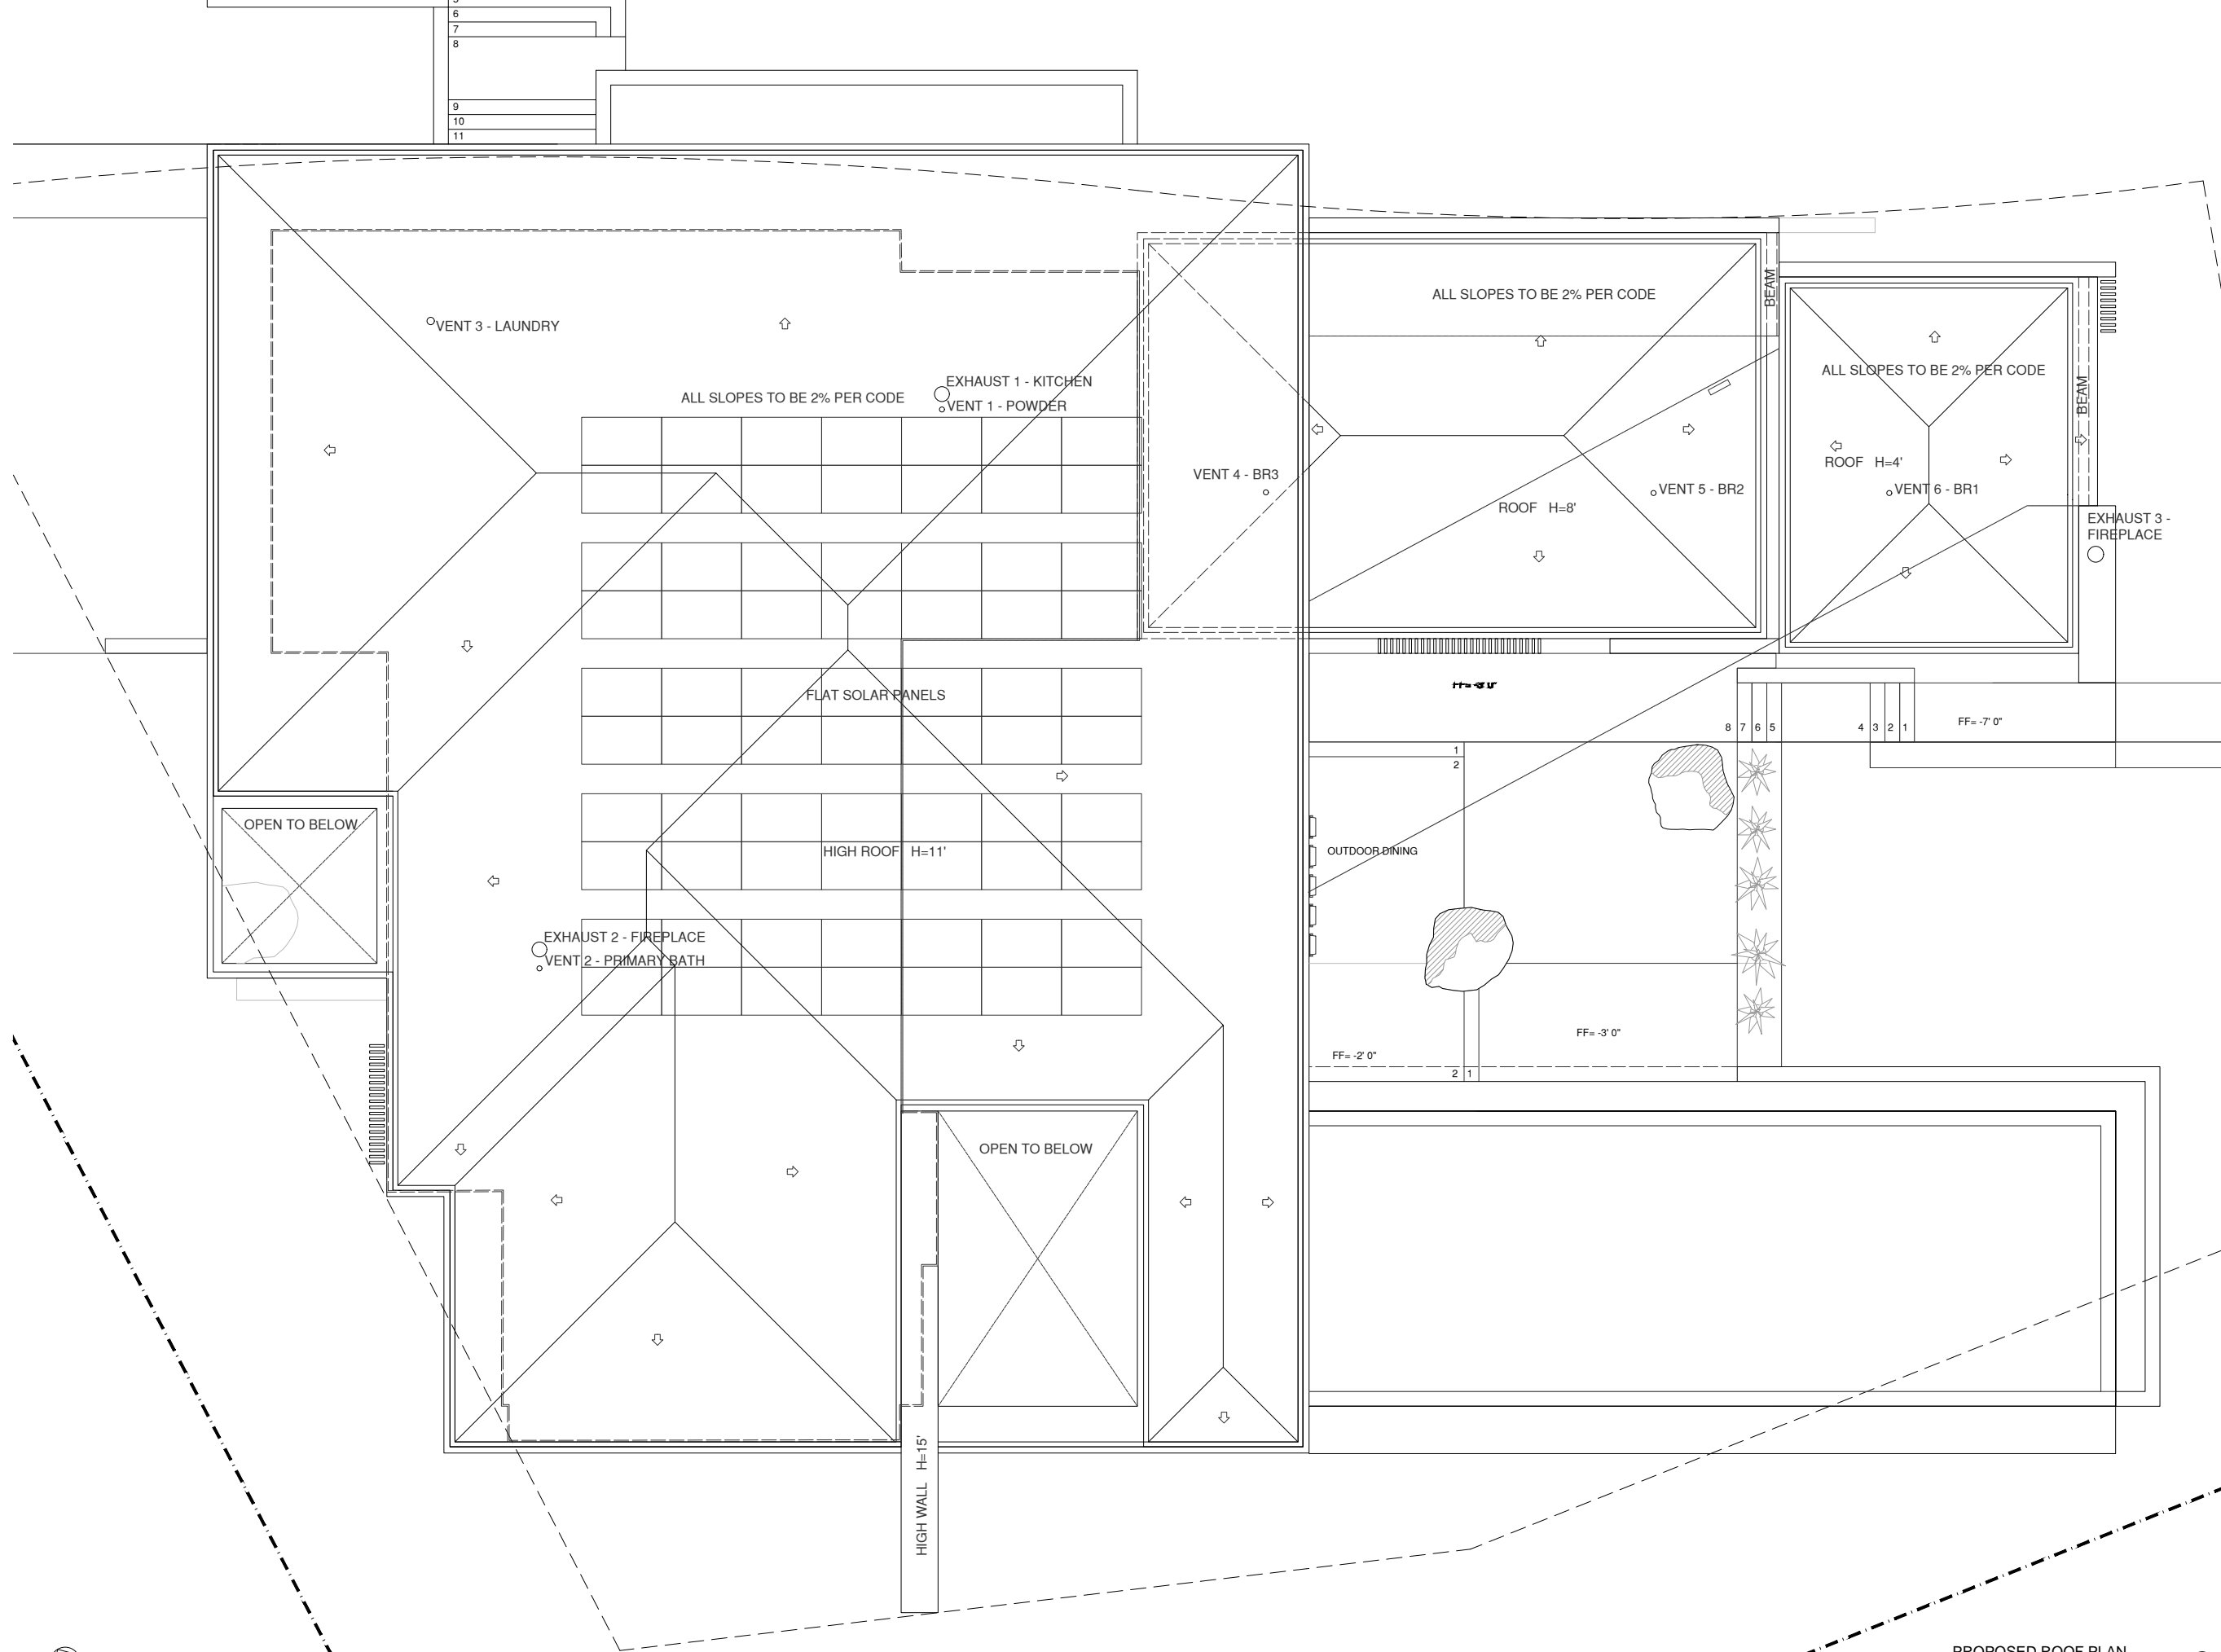 6
7
8
9
10
11
ALL SLOPES TO BE 2% PER CODE
BEAM
VENT 3 - LAUNDRY
ALL SLOPES TO BE 2% PER CODE
EXHAUST 1 - KITCHEN
VENT 1 - POWDER
ALL SLOPES TO BE 2% PER CODE
BEAM
VENT 4 - BR3
ROOF H=8'
VENT 5 - BR2
ROOF H=4'
VENT 6 - BR1
EXHAUST 3 -
FIREPLACE
FLAT SOLAR PANELS
8 7 6 5
4 3 2 1
FF= -7' 0"
1
2
OPEN TO BELOW
HIGH ROOF H=11'
OUTDOOR DINING
EXHAUST 2 - FIREPLACE
VENT 2 - PRIMARY BATH
FF= -3' 0"
FF= -2' 0"
2 1
OPEN TO BELOW
HIGH WALL H=15'
PROPOSED ROOF PLAN